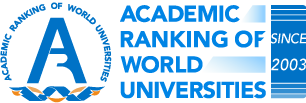 ACADEMIC RANKING OF WORLD UNIVERSITIES
A
ACADEMIC
RANKING OF
WORLD
UNIVERSITIES
SINCE
2003